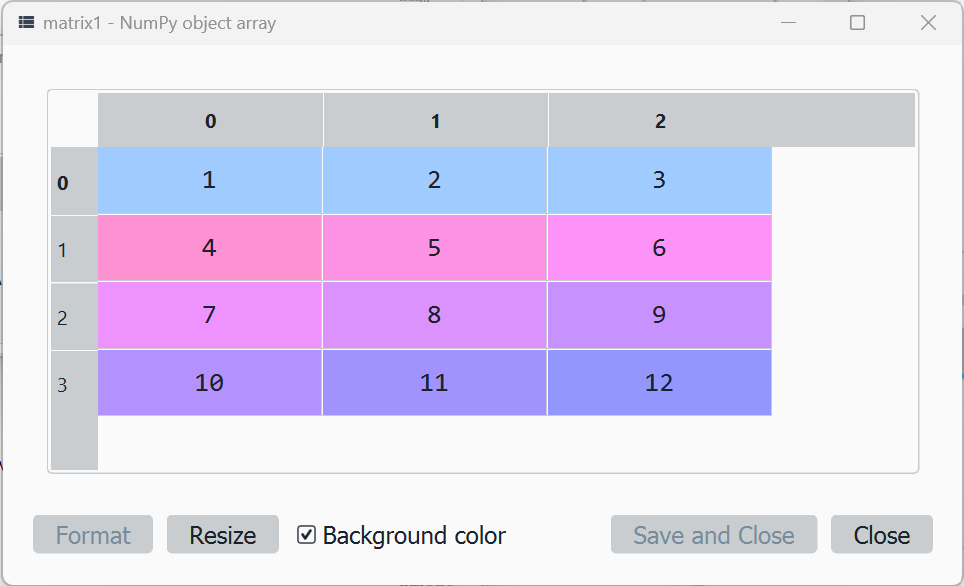 matrix1 - NumPy object array
0 1 2
0 1 2 3
1 4 5 6
2 7 8 9
3 10 11 12
Format Resize Background color Save and Close Close